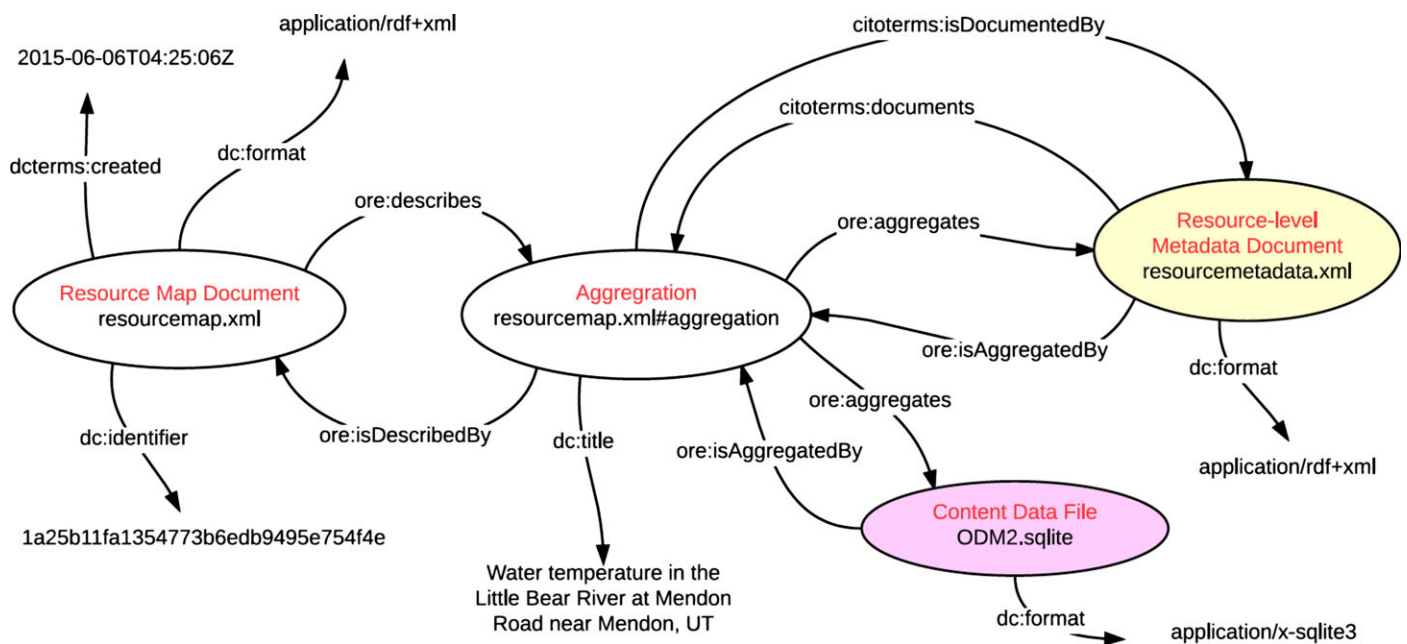 application/rdf+xml
citoterms:isDocumentedBy
2015-06-06T04:25:06Z
citoterms:documents
dc:format
dcterms:created
ore:describes
ore:aggregates
Resource-level
Metadata Document
resourcemetadata.xml
Resource Map Document
resourcemap.xml
Aggregration
resourcemap.xml#aggregation
ore:isAggregatedBy
dc:format
ore:aggregates
dc:identifier
ore:isDescribedBy
dc:title
ore:isAggregatedBy
application/rdf+xml
Content Data File
ODM2.sqlite
1a25b11fa1354773b6edb9495e754f4e
Water temperature in the
Little Bear River at Mendon
Road near Mendon, UT
dc:format
application/x-sqlite3